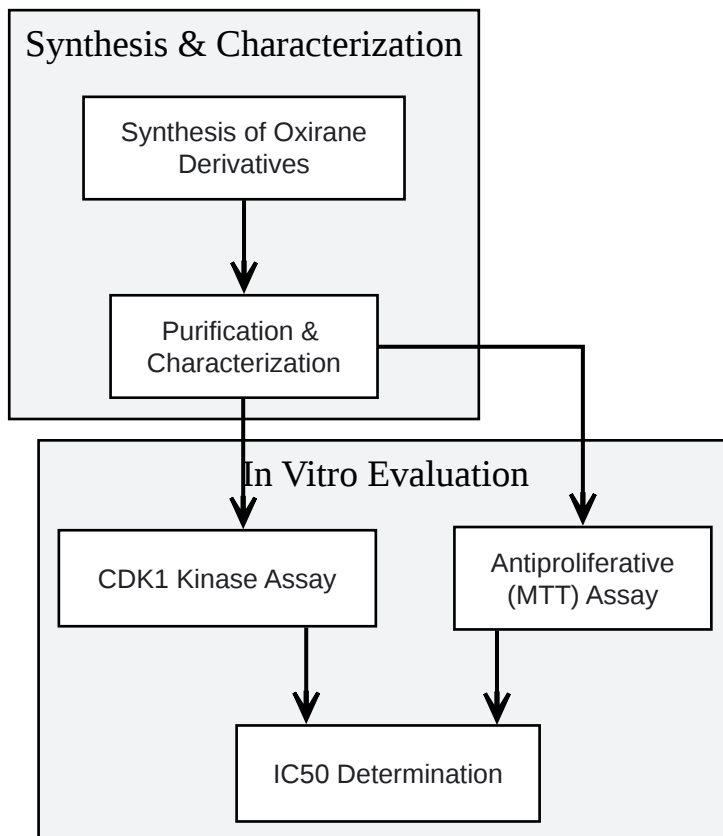 Synthesis & Characterization
Synthesis of Oxirane
Derivatives
Purification &
Characterization
In Vitro Evaluation
CDK1 Kinase Assay
Antiproliferative
(MTT) Assay
IC50 Determination